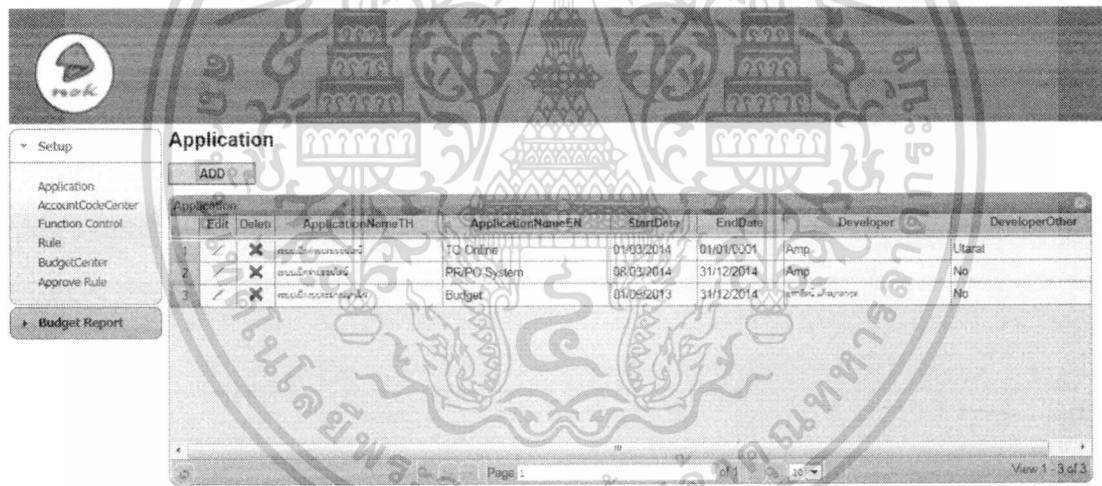 nok
Setup
Application
AccountCodeCenter
Function Control
Rule
BudgetCenter
Approve Rule
Budget Report
Application
ADD
Application
Edit Delete ApplicationNameTH ApplicationNameEN StartDate EndDate Developer DeveloperOther
1 TO Online 01/03/2014 01/01/0001 Amp Utarat
2 PR/PO System 08/03/2014 31/12/2014 Amp No
3 Budget 01/09/2013 31/12/2014 No
Page 1 of 1 20 View 1 - 3 of 3